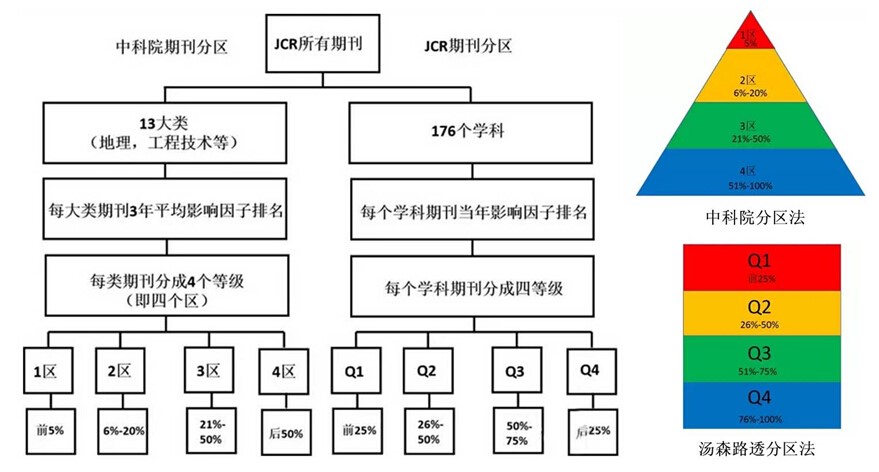 中科院期刊分区
JCR所有期刊
JCR期刊分区
13大类
（地理，工程技术等）
176个学科
每大类期刊3年平均影响因子排名
每个学科期刊当年影响因子排名
每类期刊分成4个等级
（即四个区）
每个学科期刊分成四等级
1区
2区
3区
4区
Q1
Q2
Q3
Q4
前5%
6%-20%
21%-
50%
后50%
前25%
26%-
50%
50%-
75%
后25%
1区
5%
2区
6%-20%
3区
21%-50%
4区
51%-100%
中科院分区法
Q1
前25%
Q2
26%-50%
Q3
51%-75%
Q4
76%-100%
汤森路透分区法